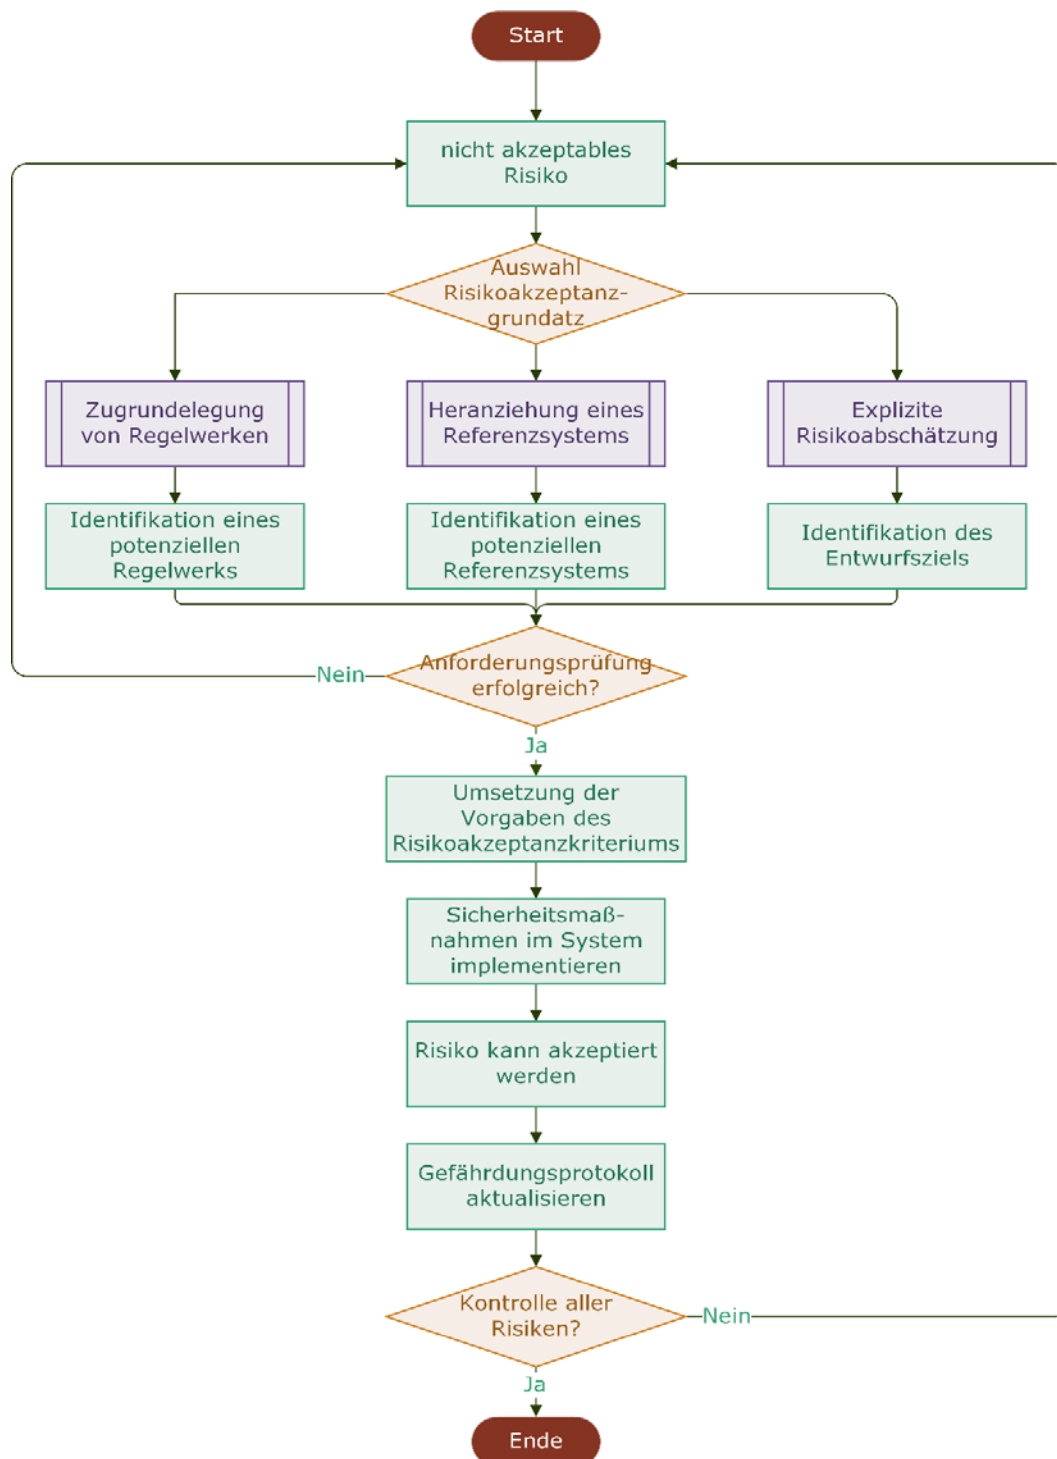 Start
nicht akzeptables
Risiko
Auswahl
Risikoakzeptanz-
grundatz
Zugrundelegung
von Regelwerken
Heranziehung eines
Referenzsystems
Explizite
Risikoabschätzung
Identifikation eines
potenziellen
Regelwerks
Identifikation eines
potenziellen
Referenzsystems
Identifikation des
Entwurfsziels
Anforderungsprüfung
erfolgreich?
Nein
Ja
Umsetzung der
Vorgaben des
Risikoakzeptanzkriteriums
Sicherheitsmaß-
nahmen im System
implementieren
Risiko kann akzeptiert
werden
Gefährdungsprotokoll
aktualisieren
Kontrolle aller
Risiken?
Nein
Ja
Ende